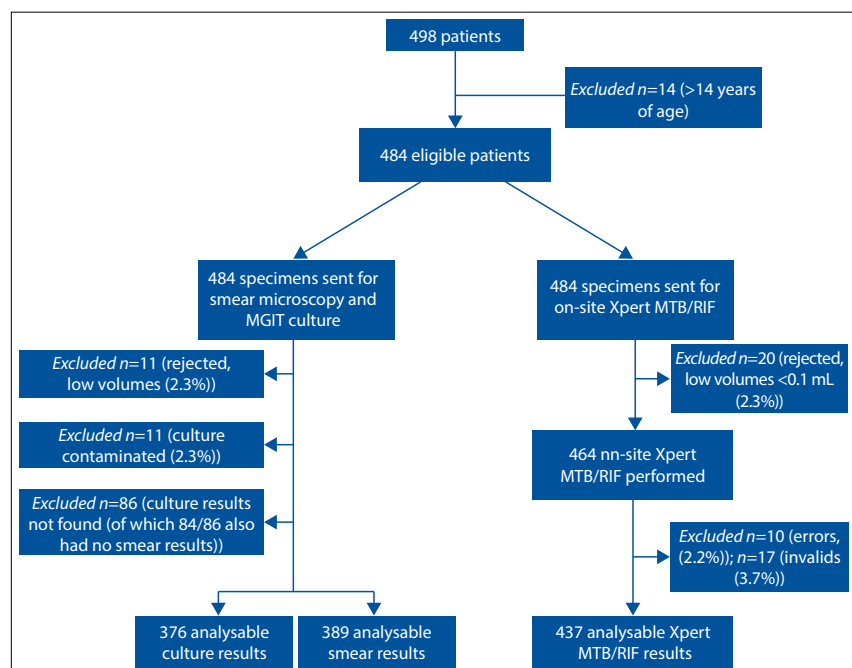 498 patients
Excluded n=14 (>14 years
of age)
484 eligible patients
484 specimens sent for
smear microscopy and
MGIT culture
484 specimens sent for
on-site Xpert MTB/RIF
Excluded n=11 (rejected,
low volumes (2.3%))
Excluded n=20 (rejected,
low volumes <0.1 mL
(2.3%))
Excluded n=11 (culture
contaminated (2.3%))
464 nn-site Xpert
MTB/RIF performed
Excluded n=86 (culture results
not found (of which 84/86 also
had no smear results))
Excluded n=10 (errors,
(2.2%)); n=17 (invalids
(3.7%))
376 analysable
culture results
389 analysable
smear results
437 analysable Xpert
MTB/RIF results